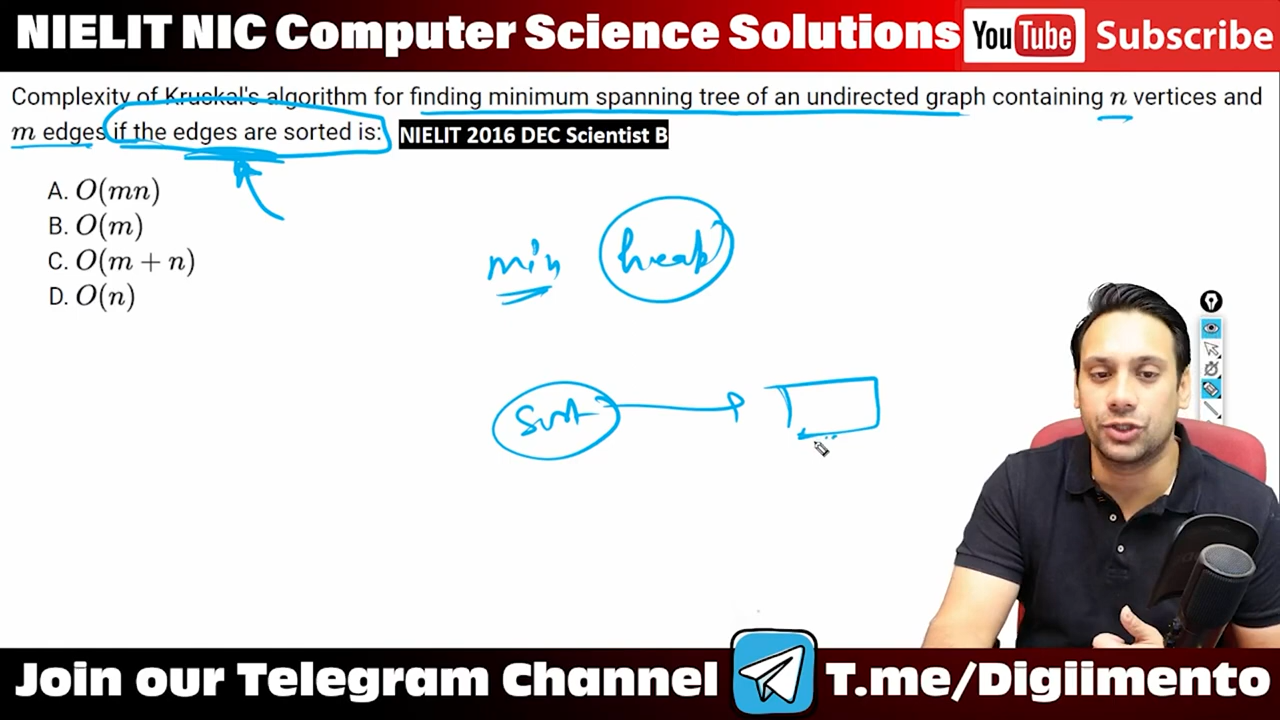 NIELIT NIC Computer Science Solutions YouTube Subscribe
Complexity of Kruskal's algorithm for finding minimum spanning tree of an undirected graph containing n vertices and
m edges if the edges are sorted is: NIELIT 2016 DEC Scientist B
A. O(mn)
B. O(m)
C. O(m + n)
D. O(n)
min heap
Sort
Join our Telegram Channel T.me/Digiimento